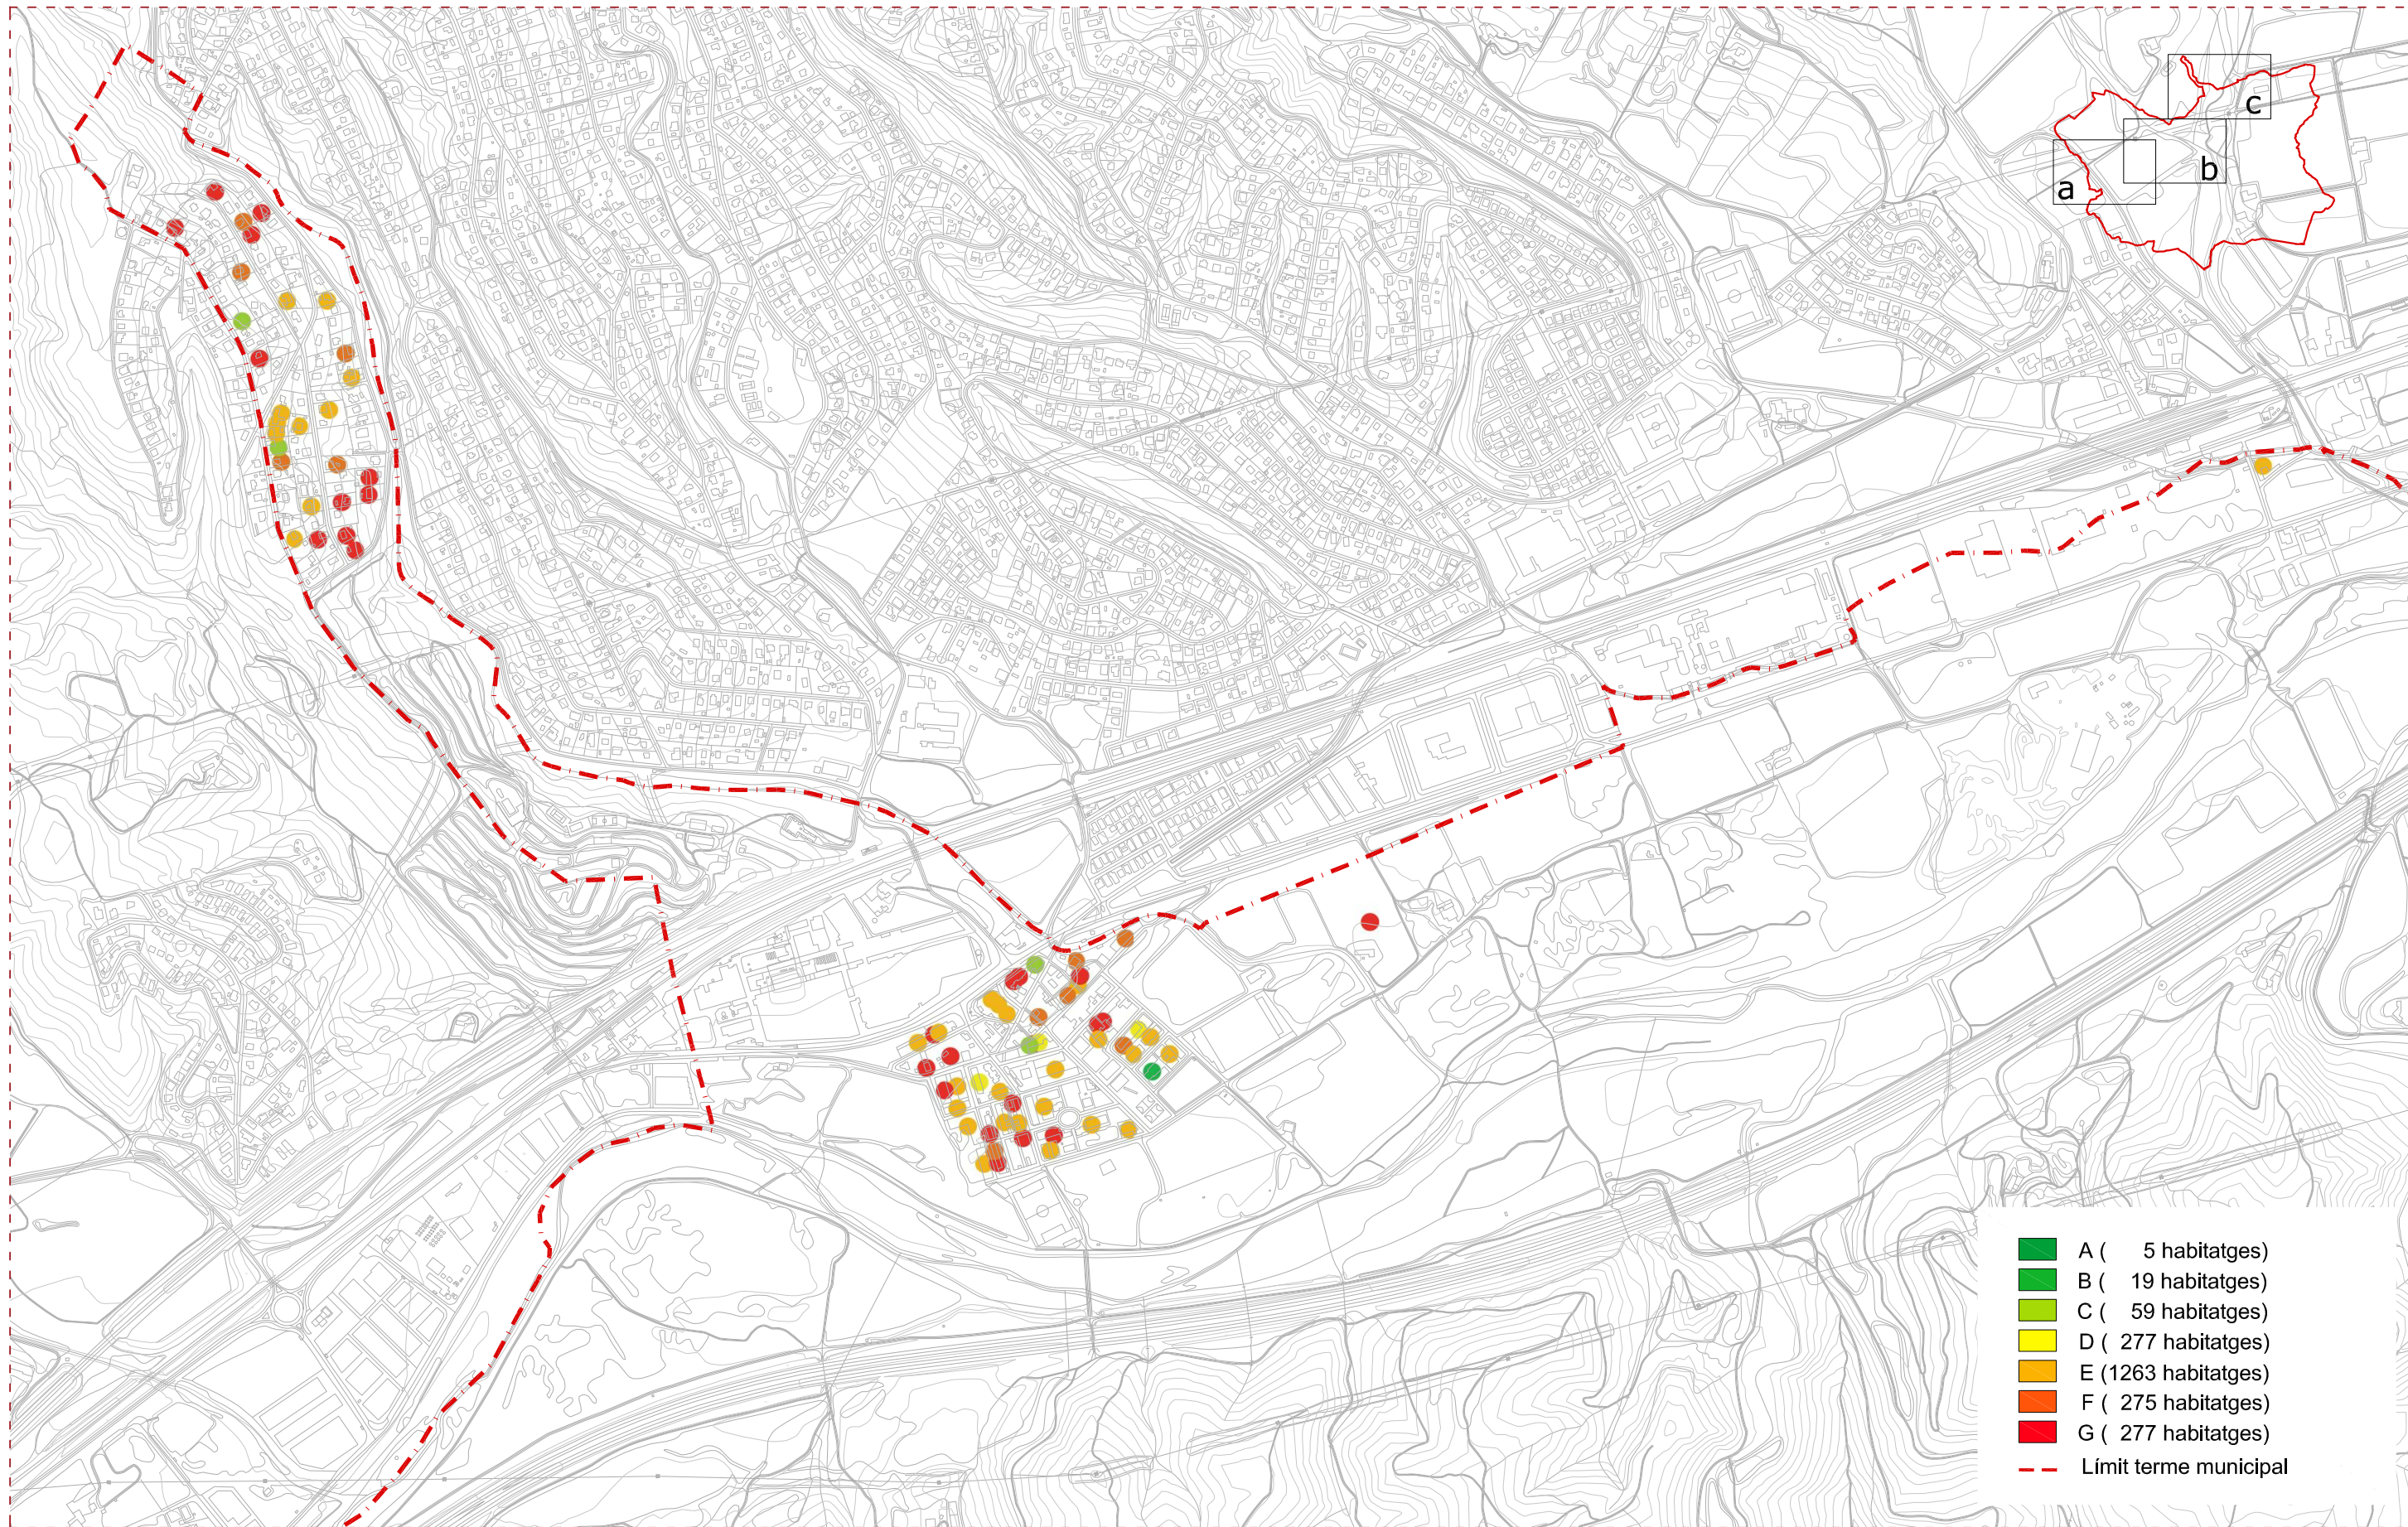 c
b
a
A ( 5 habitatges)
B ( 19 habitatges)
C ( 59 habitatges)
D ( 277 habitatges)
E (1263 habitatges)
F ( 275 habitatges)
G ( 277 habitatges)
Límit terme municipal